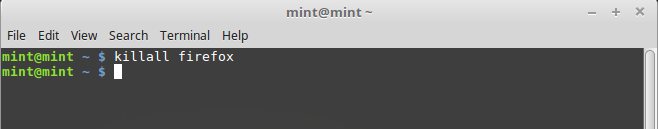 mint@mint ~
File Edit View Search Terminal Help
mint@mint ~ $ killall firefox
mint@mint ~ $